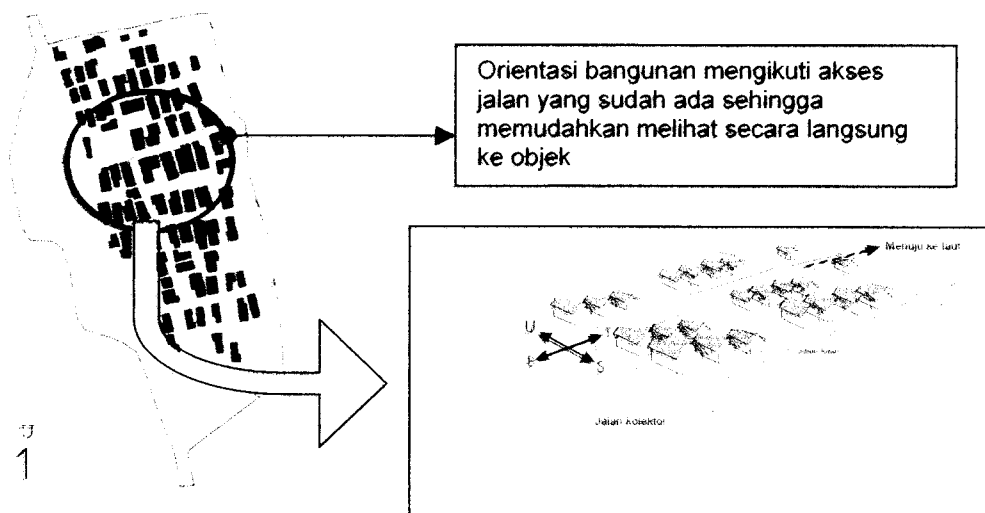 Orientasi bangunan mengikuti akses
jalan yang sudah ada sehingga
memudahkan melihat secara langsung
ke objek
Menuju ke laut
U
T
B
S
Jalan kolektor